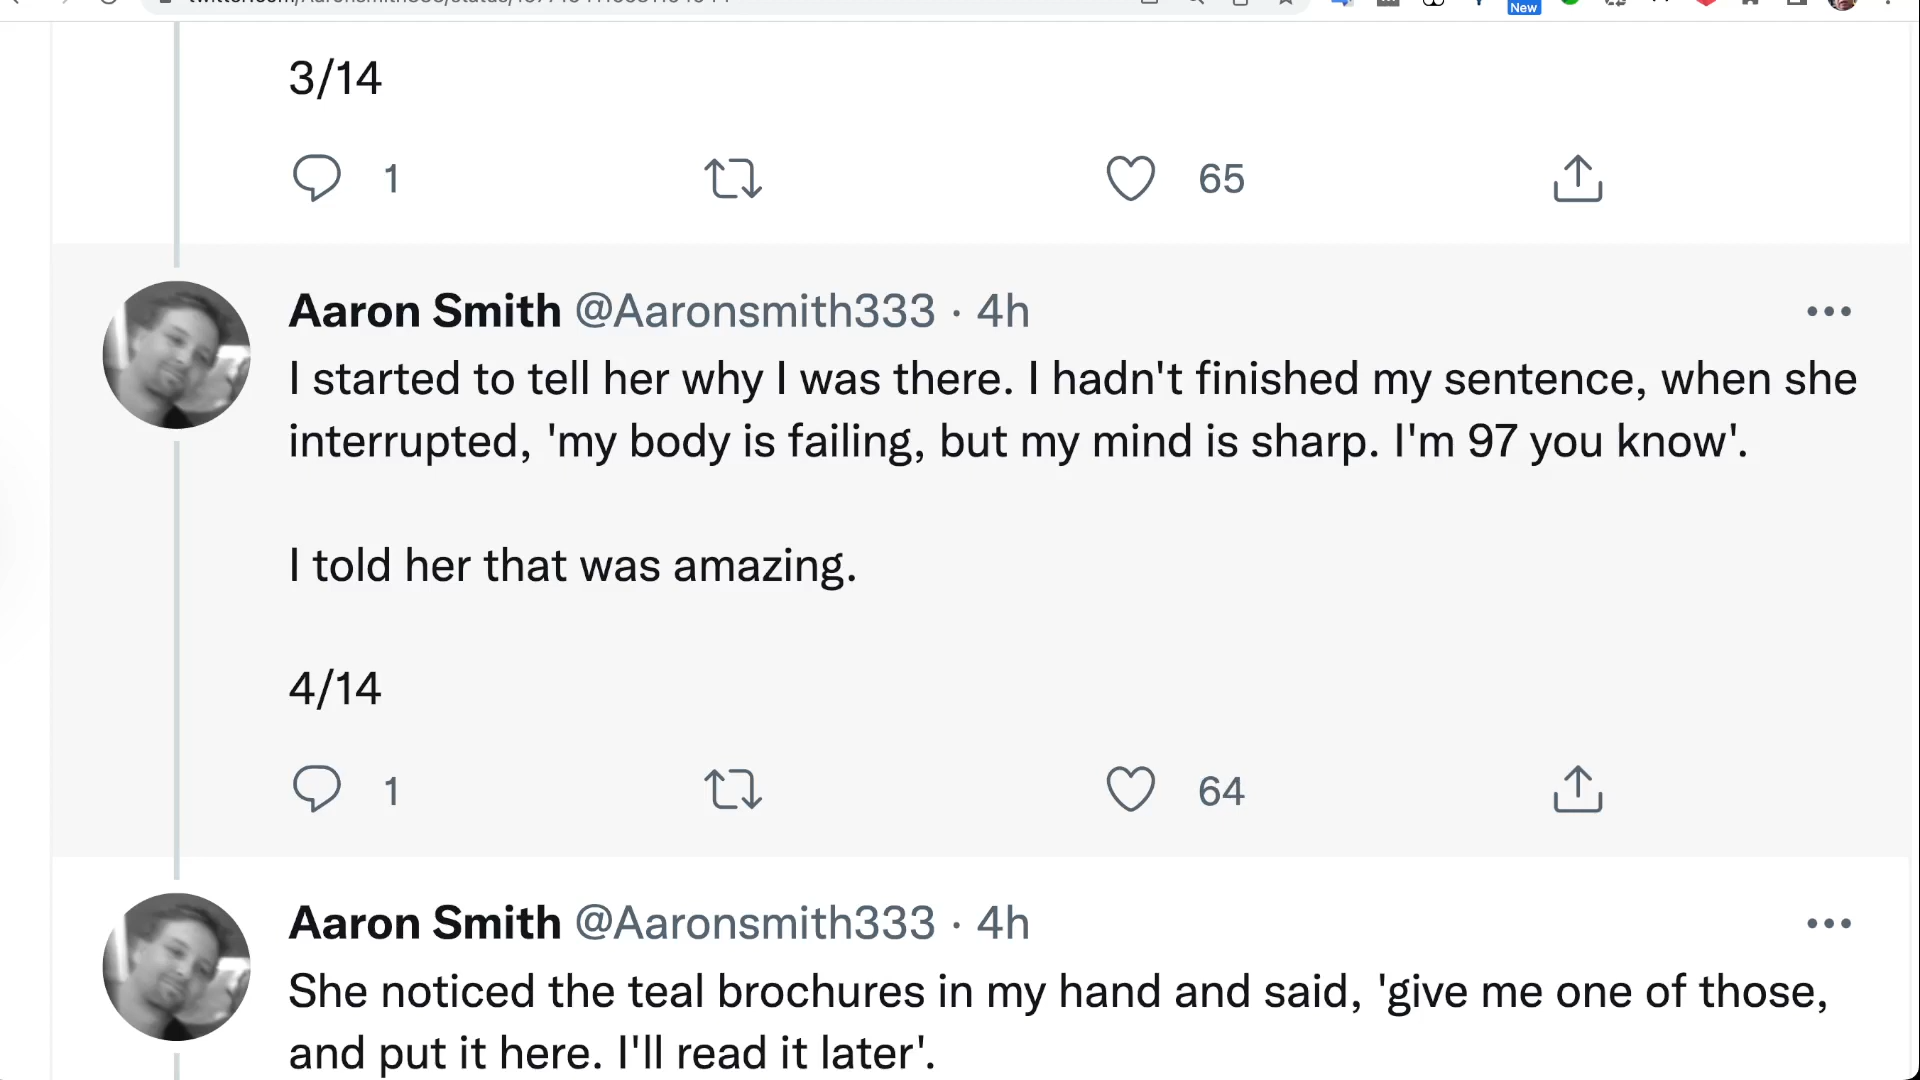 New
3/14
1
65
Aaron Smith @Aaronsmith333 · 4h
I started to tell her why I was there. I hadn't finished my sentence, when she
interrupted, 'my body is failing, but my mind is sharp. I'm 97 you know'.
I told her that was amazing.
4/14
1
64
Aaron Smith @Aaronsmith333 · 4h
She noticed the teal brochures in my hand and said, 'give me one of those,
and put it here. I'll read it later'.